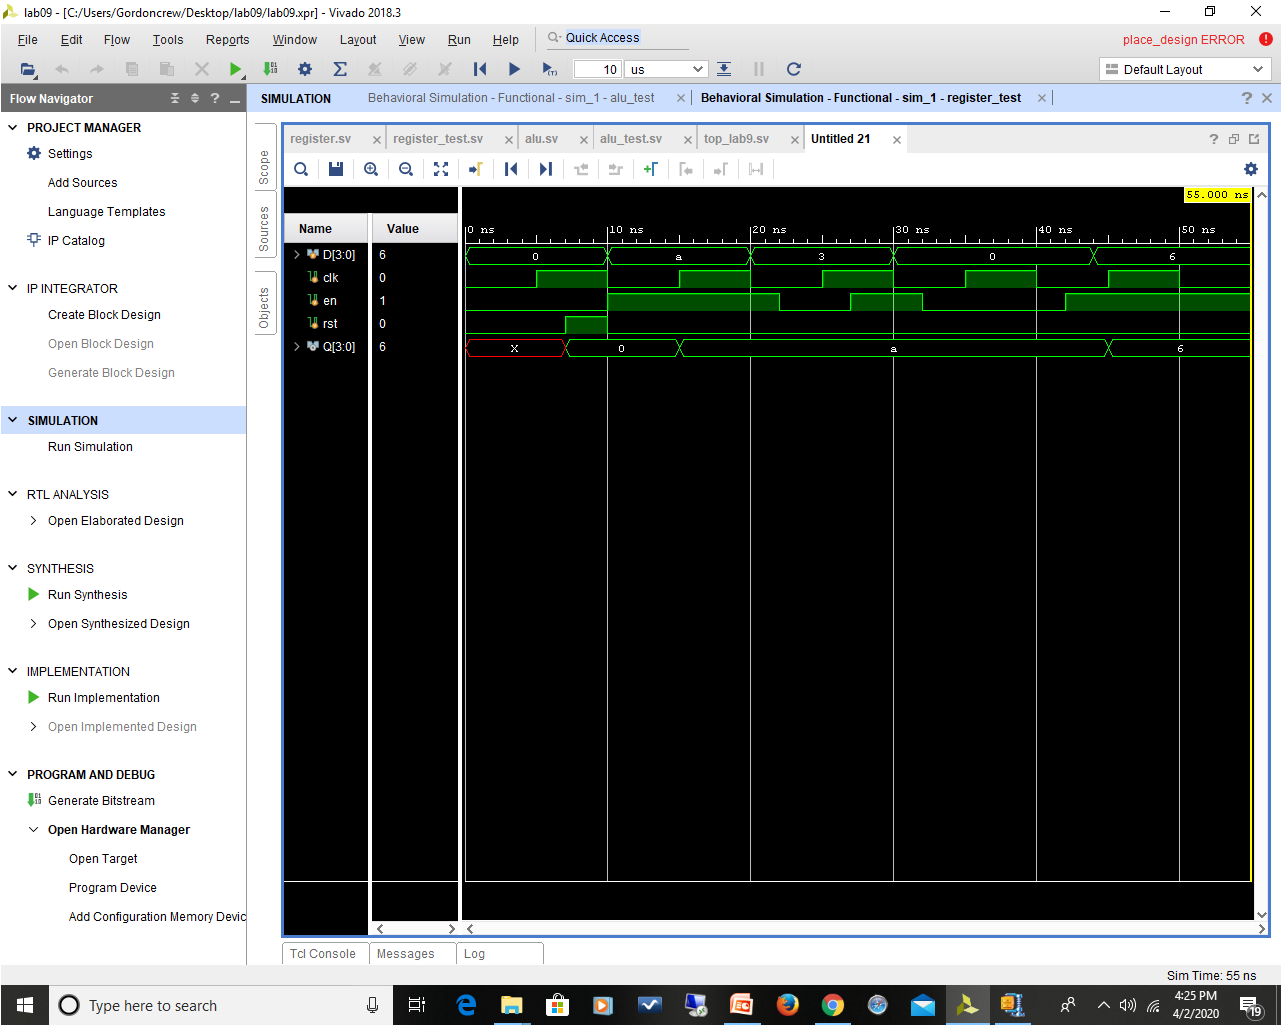 lab09 - [C:/Users/Gordoncrew/Desktop/lab09/lab09.xpr] - Vivado 2018.3
File Edit Flow Tools Reports Window Layout View Run Help Quick Access place_design ERROR
10 us Default Layout
Flow Navigator ?
SIMULATION Behavioral Simulation - Functional - sim_1 - alu_test Behavioral Simulation - Functional - sim_1 - register_test ?
PROJECT MANAGER
Settings
Add Sources
Language Templates
IP Catalog
IP INTEGRATOR
Create Block Design
Open Block Design
Generate Block Design
SIMULATION
Run Simulation
RTL ANALYSIS
Open Elaborated Design
SYNTHESIS
Run Synthesis
Open Synthesized Design
IMPLEMENTATION
Run Implementation
Open Implemented Design
PROGRAM AND DEBUG
Generate Bitstream
Open Hardware Manager
Open Target
Program Device
Add Configuration Memory Devic
Scope
Sources
Objects
register.sv register_test.sv alu.sv alu_test.sv top_lab9.sv Untitled 21 ?
55.000 ns
Name Value 0 ns 10 ns 20 ns 30 ns 40 ns 50 ns
D[3:0] 6 0 a 3 0 6
clk 0
en 1
rst 0
Q[3:0] 6 X 0 a 6
Tcl Console Messages Log
Sim Time: 55 ns
Type here to search
4:25 PM
4/2/2020
19